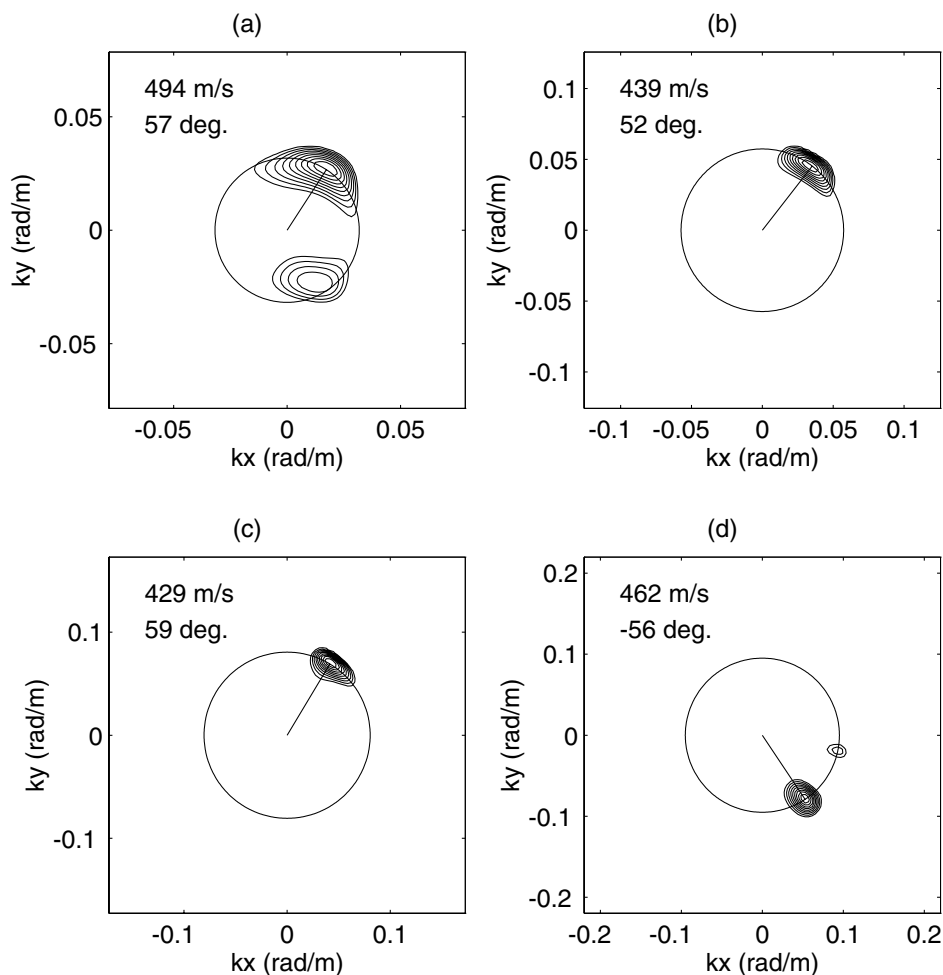 (a)
494 m/s
57 deg.
0.05
0
-0.05
ky (rad/m)
-0.05 0 0.05
kx (rad/m)
(b)
439 m/s
52 deg.
0.1
0.05
0
-0.05
-0.1
ky (rad/m)
-0.1 -0.05 0 0.05 0.1
kx (rad/m)
(c)
429 m/s
59 deg.
0.1
0
-0.1
ky (rad/m)
-0.1 0 0.1
kx (rad/m)
(d)
462 m/s
-56 deg.
0.2
0.1
0
-0.1
-0.2
ky (rad/m)
-0.2 -0.1 0 0.1 0.2
kx (rad/m)